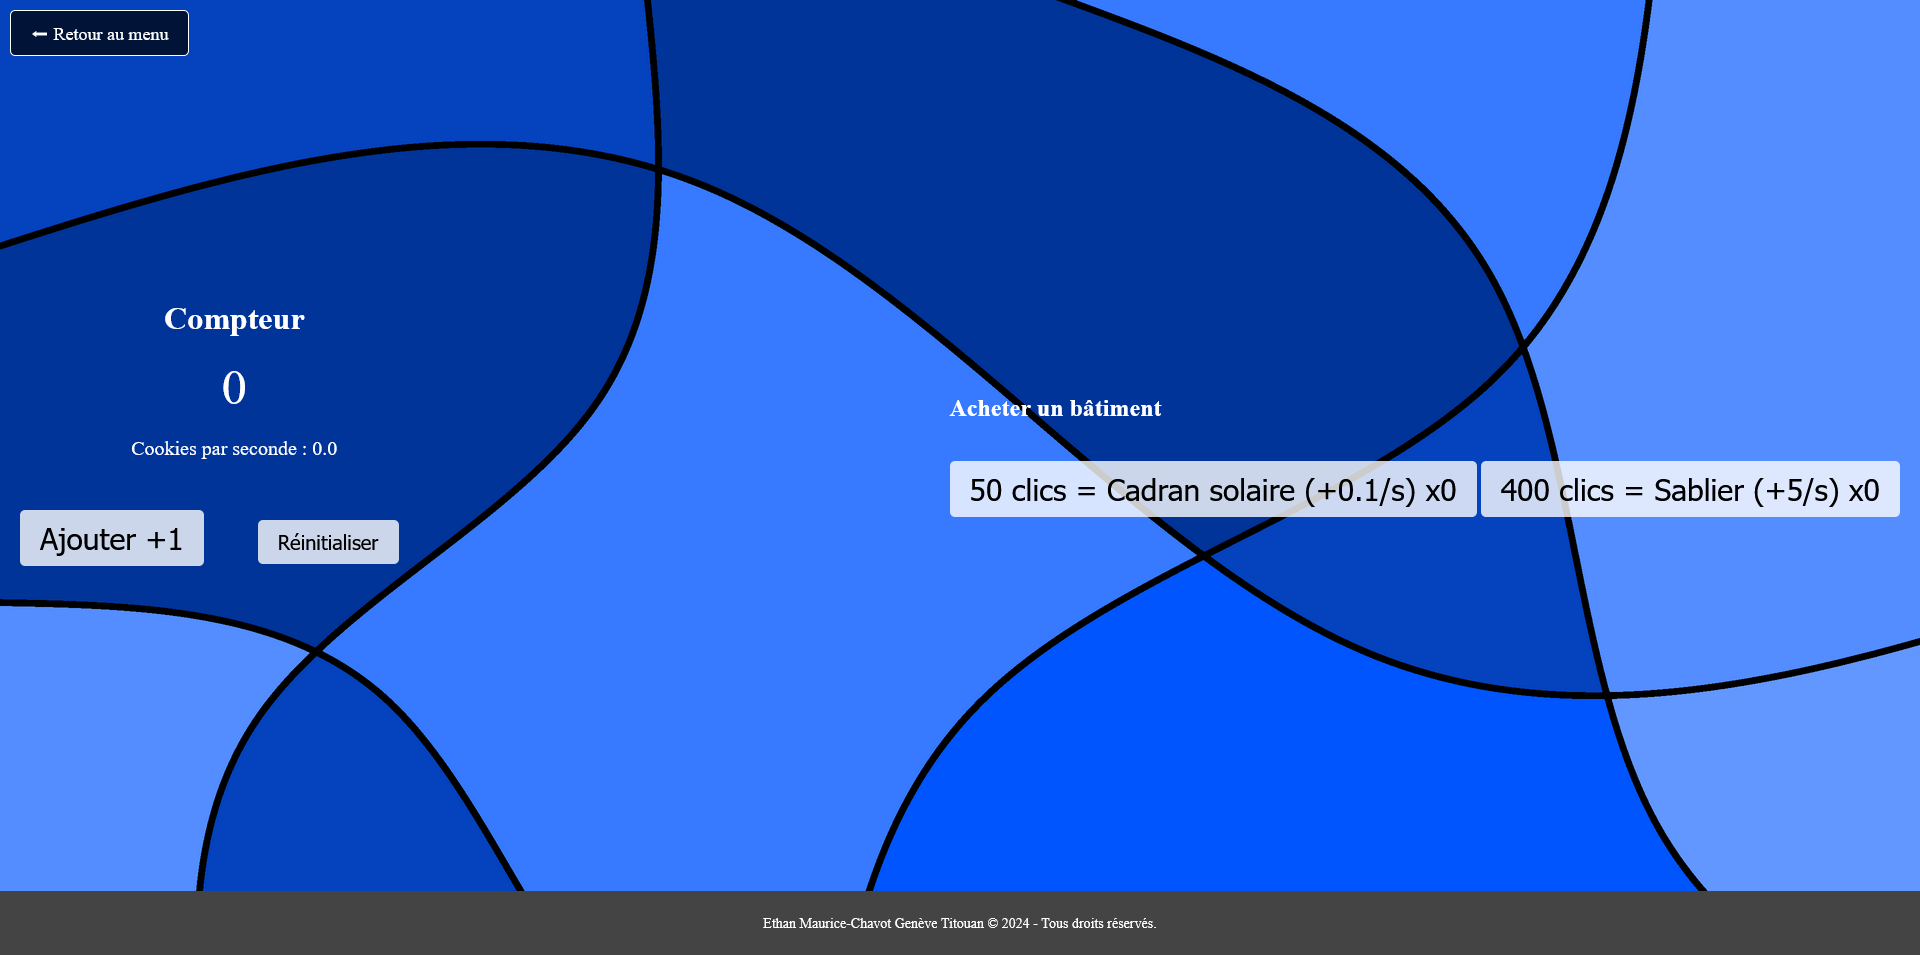 ⬅ Retour au menu
Compteur
0
Cookies par seconde : 0.0
Ajouter +1
Réinitialiser
Acheter un bâtiment
50 clics = Cadran solaire (+0.1/s) x0
400 clics = Sablier (+5/s) x0
Ethan Maurice-Chavot Genève Titouan © 2024 - Tous droits réservés.